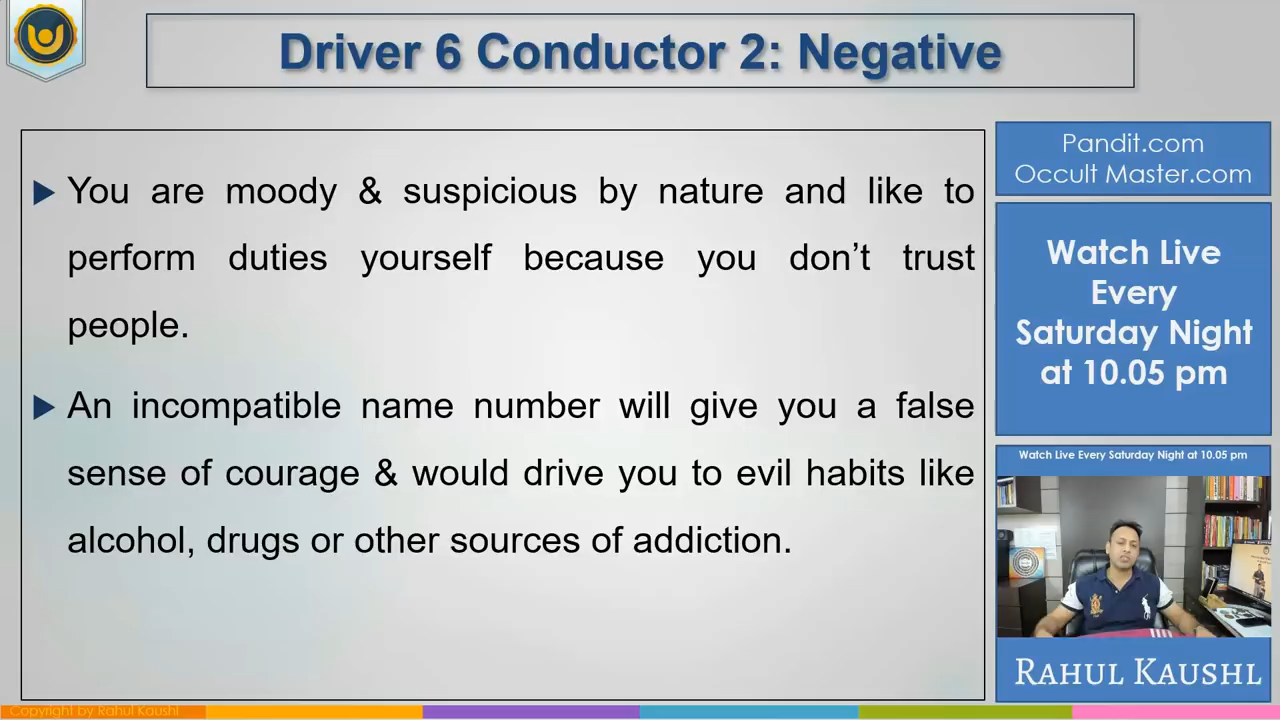 Driver 6 Conductor 2: Negative
You are moody & suspicious by nature and like to
perform duties yourself because you don’t trust
people.
An incompatible name number will give you a false
sense of courage & would drive you to evil habits like
alcohol, drugs or other sources of addiction.
Pandit.com
Occult Master.com
Watch Live
Every
Saturday Night
at 10.05 pm
Watch Live Every Saturday Night at 10.05 pm
Rahul Kaushl
Copyright by Rahul Kaushl